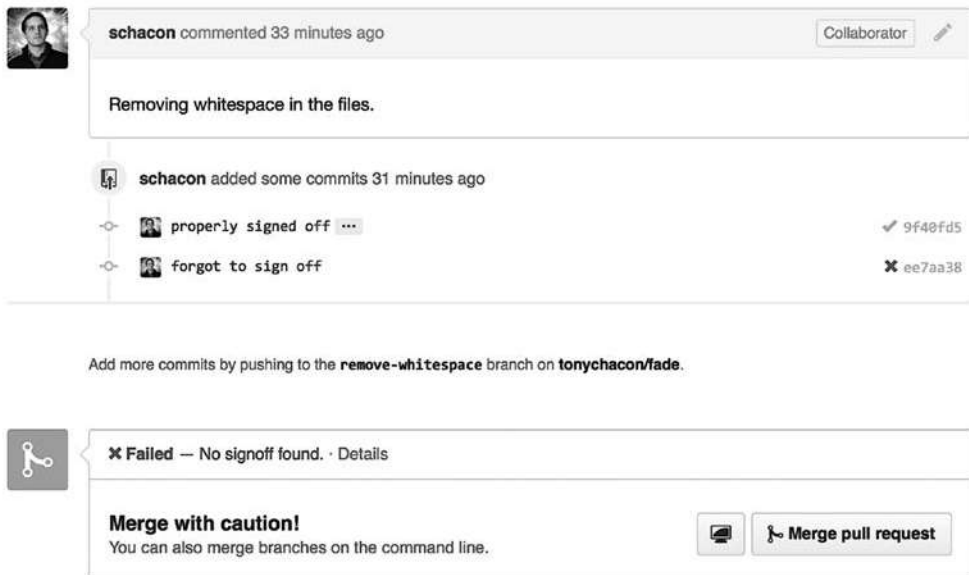 schacon commented 33 minutes ago Collaborator
Removing whitespace in the files.
schacon added some commits 31 minutes ago
properly signed off ... 9f40fd5
forgot to sign off ee7aa38
Add more commits by pushing to the remove-whitespace branch on tonychacon/fade.
Failed — No signoff found. · Details
Merge with caution!
You can also merge branches on the command line.
Merge pull request